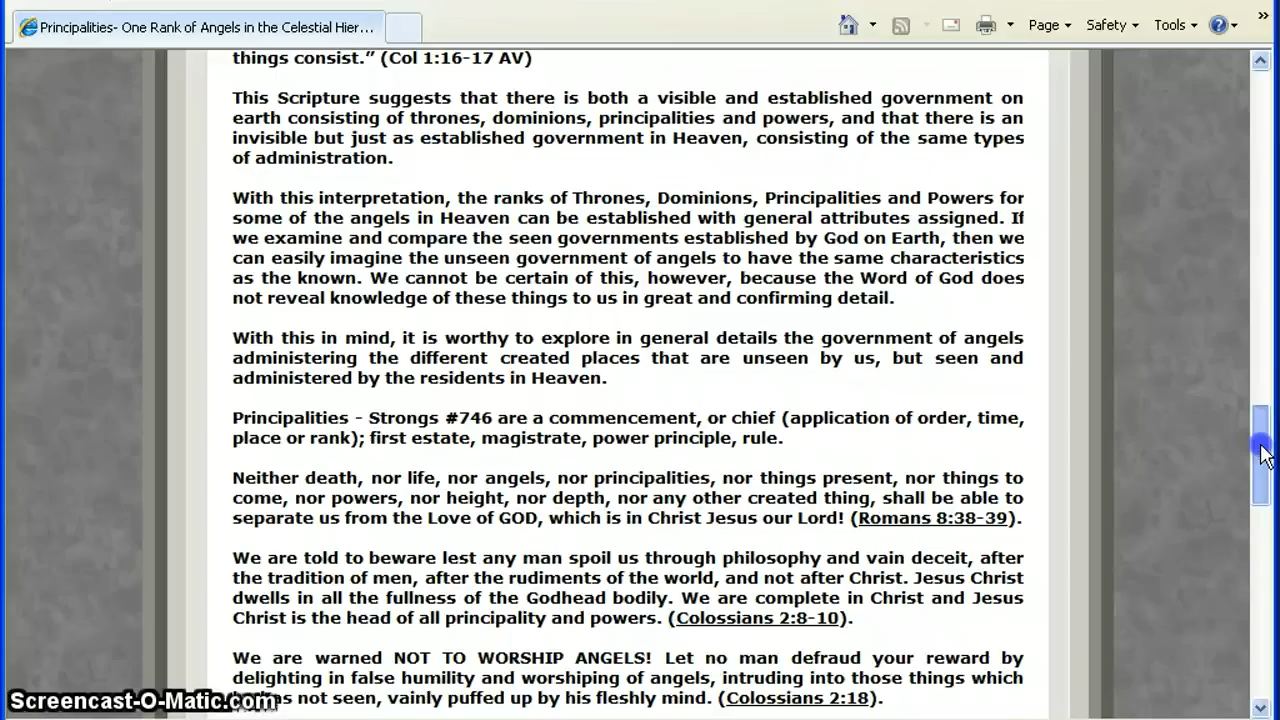 Principalities- One Rank of Angels in the Celestial Hier...
Page
Safety
Tools
things consist.” (Col 1:16-17 AV)
This Scripture suggests that there is both a visible and established government on
earth consisting of thrones, dominions, principalities and powers, and that there is an
invisible but just as established government in Heaven, consisting of the same types
of administration.
With this interpretation, the ranks of Thrones, Dominions, Principalities and Powers for
some of the angels in Heaven can be established with general attributes assigned. If
we examine and compare the seen governments established by God on Earth, then we
can easily imagine the unseen government of angels to have the same characteristics
as the known. We cannot be certain of this, however, because the Word of God does
not reveal knowledge of these things to us in great and confirming detail.
With this in mind, it is worthy to explore in general details the government of angels
administering the different created places that are unseen by us, but seen and
administered by the residents in Heaven.
Principalities - Strongs #746 are a commencement, or chief (application of order, time,
place or rank); first estate, magistrate, power principle, rule.
Neither death, nor life, nor angels, nor principalities, nor things present, nor things to
come, nor powers, nor height, nor depth, nor any other created thing, shall be able to
separate us from the Love of GOD, which is in Christ Jesus our Lord! (Romans 8:38-39).
We are told to beware lest any man spoil us through philosophy and vain deceit, after
the tradition of men, after the rudiments of the world, and not after Christ. Jesus Christ
dwells in all the fullness of the Godhead bodily. We are complete in Christ and Jesus
Christ is the head of all principality and powers. (Colossians 2:8-10).
We are warned NOT TO WORSHIP ANGELS! Let no man defraud your reward by
delighting in false humility and worshiping of angels, intruding into those things which
not seen, vainly puffed up by his fleshly mind. (Colossians 2:18).
Screencast-O-Matic.com